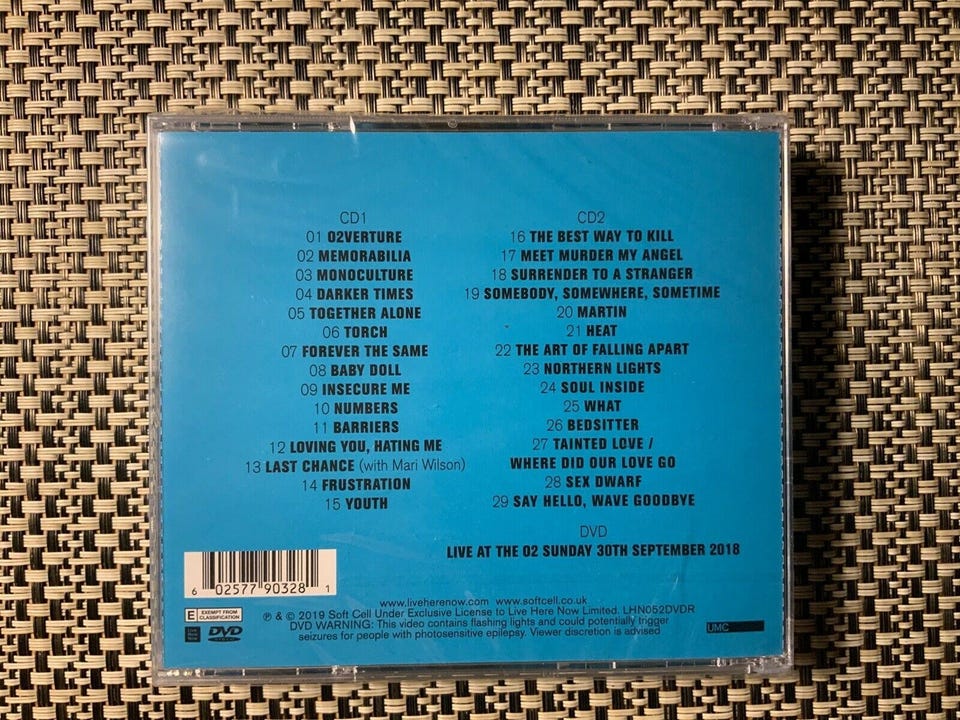 CD1
01 O2VERTURE
02 MEMORABILIA
03 MONOCULTURE
04 DARKER TIMES
05 TOGETHER ALONE
06 TORCH
07 FOREVER THE SAME
08 BABY DOLL
09 INSECURE ME
10 NUMBERS
11 BARRIERS
12 LOVING YOU, HATING ME
13 LAST CHANCE (with Mari Wilson)
14 FRUSTRATION
15 YOUTH
CD2
16 THE BEST WAY TO KILL
17 MEET MURDER MY ANGEL
18 SURRENDER TO A STRANGER
19 SOMEBODY, SOMEWHERE, SOMETIME
20 MARTIN
21 HEAT
22 THE ART OF FALLING APART
23 NORTHERN LIGHTS
24 SOUL INSIDE
25 WHAT
26 BEDSITTER
27 TAINTED LOVE /
WHERE DID OUR LOVE GO
28 SEX DWARF
29 SAY HELLO, WAVE GOODBYE
DVD
LIVE AT THE 02 SUNDAY 30TH SEPTEMBER 2018
6 02577 90328 1
E EXEMPT FROM CLASSIFICATION
DVD
www.liveherenow.com www.softcell.co.uk
℗ & © 2019 Soft Cell Under Exclusive License to Live Here Now Limited. LHN052DVDR
DVD WARNING: This video contains flashing lights and could potentially trigger
seizures for people with photosensitive epilepsy. Viewer discretion is advised
UMC